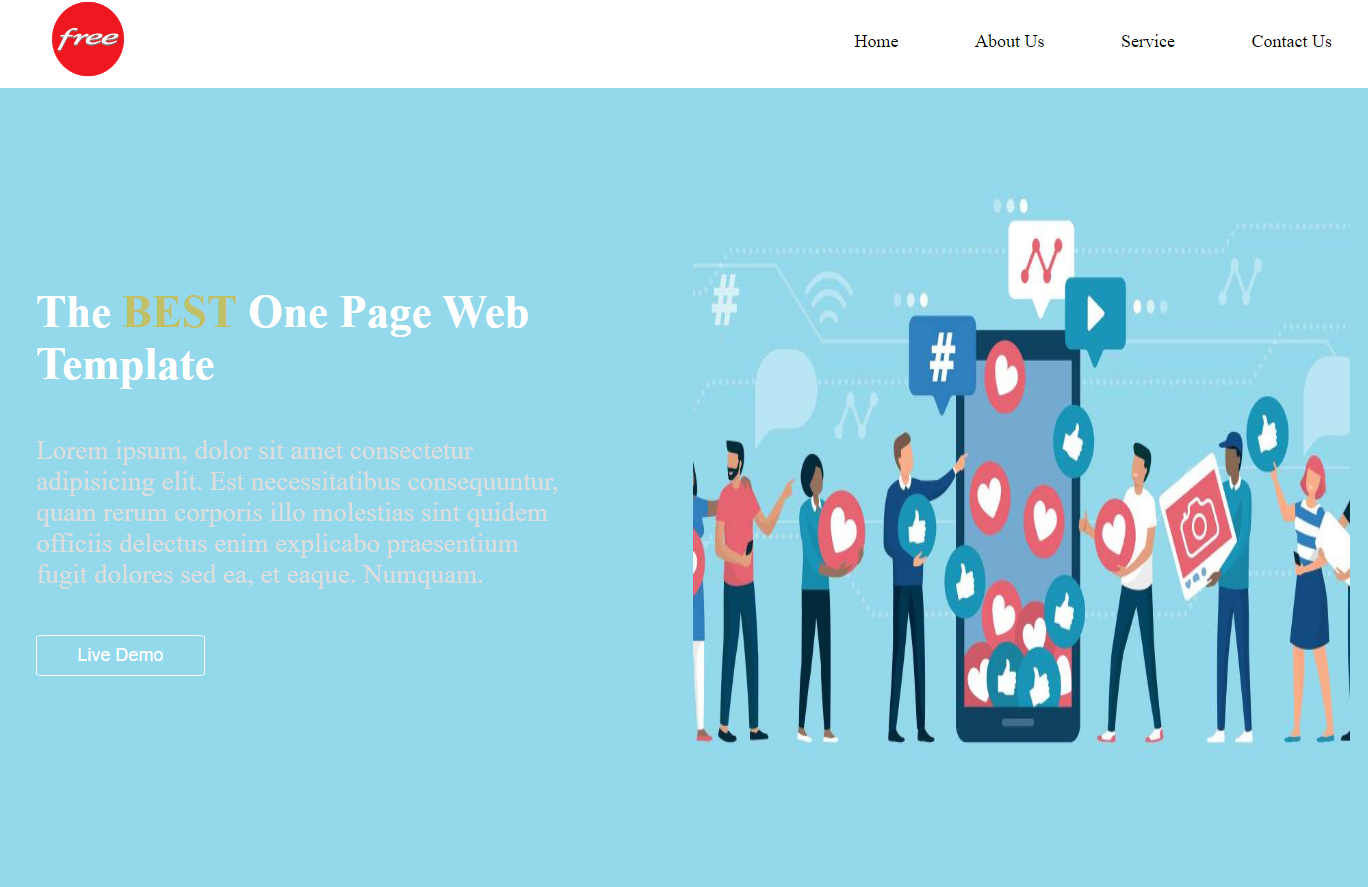 free
Home About Us Service Contact Us
The BEST One Page Web
Template
Lorem ipsum, dolor sit amet consectetur
adipisicing elit. Est necessitatibus consequuntur,
quam rerum corporis illo molestias sint quidem
officiis delectus enim explicabo praesentium
fugit dolores sed ea, et eaque. Numquam.
Live Demo
#
#